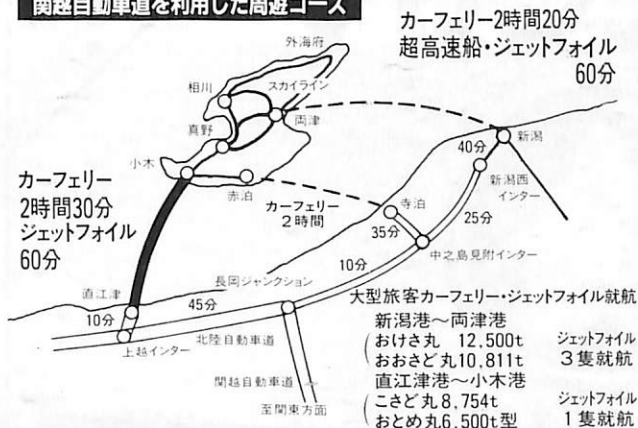 関越自動車道を利用した周遊コース
カーフェリー2時間20分
超高速船・ジェットフォイル
60分
外海府
相川
スカイライン
両津
真野
小木
赤泊
新潟
40分
新潟西
インター
25分
カーフェリー
2時間30分
ジェットフォイル
60分
カーフェリー
2時間
寺泊
35分
中之島見附インター
10分
長岡ジャンクション
直江津
45分
10分
北陸自動車道
上越インター
関越自動車道
至関東方面
大型旅客カーフェリー・ジェットフォイル就航
新潟港〜両津港
おけさ丸 12,500t ジェットフォイル
おおさど丸10,811t 3隻就航
直江津港〜小木港
こさど丸8,754t ジェットフォイル
おとめ丸6,500t型 1隻就航